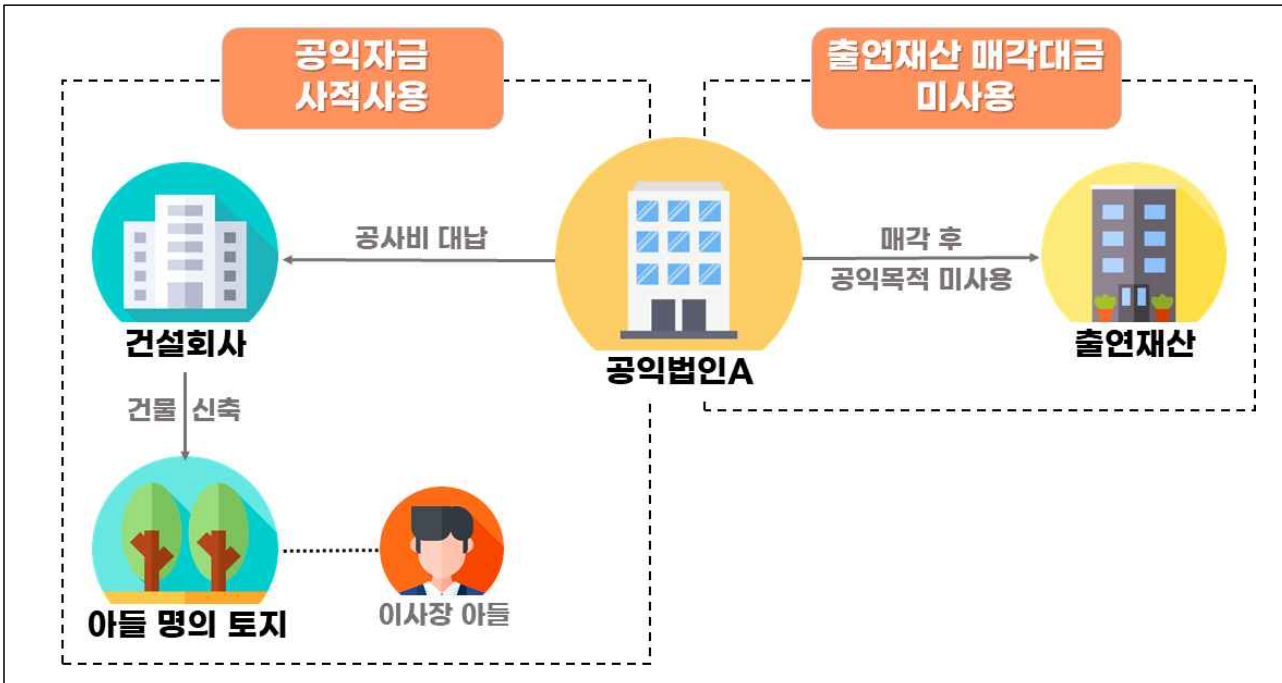 공익자금
사적사용
출연재산 매각대금
미사용
공사비 대납
매각 후
공익목적 미사용
건설회사
공익법인A
출연재산
건물 신축
아들 명의 토지
이사장 아들